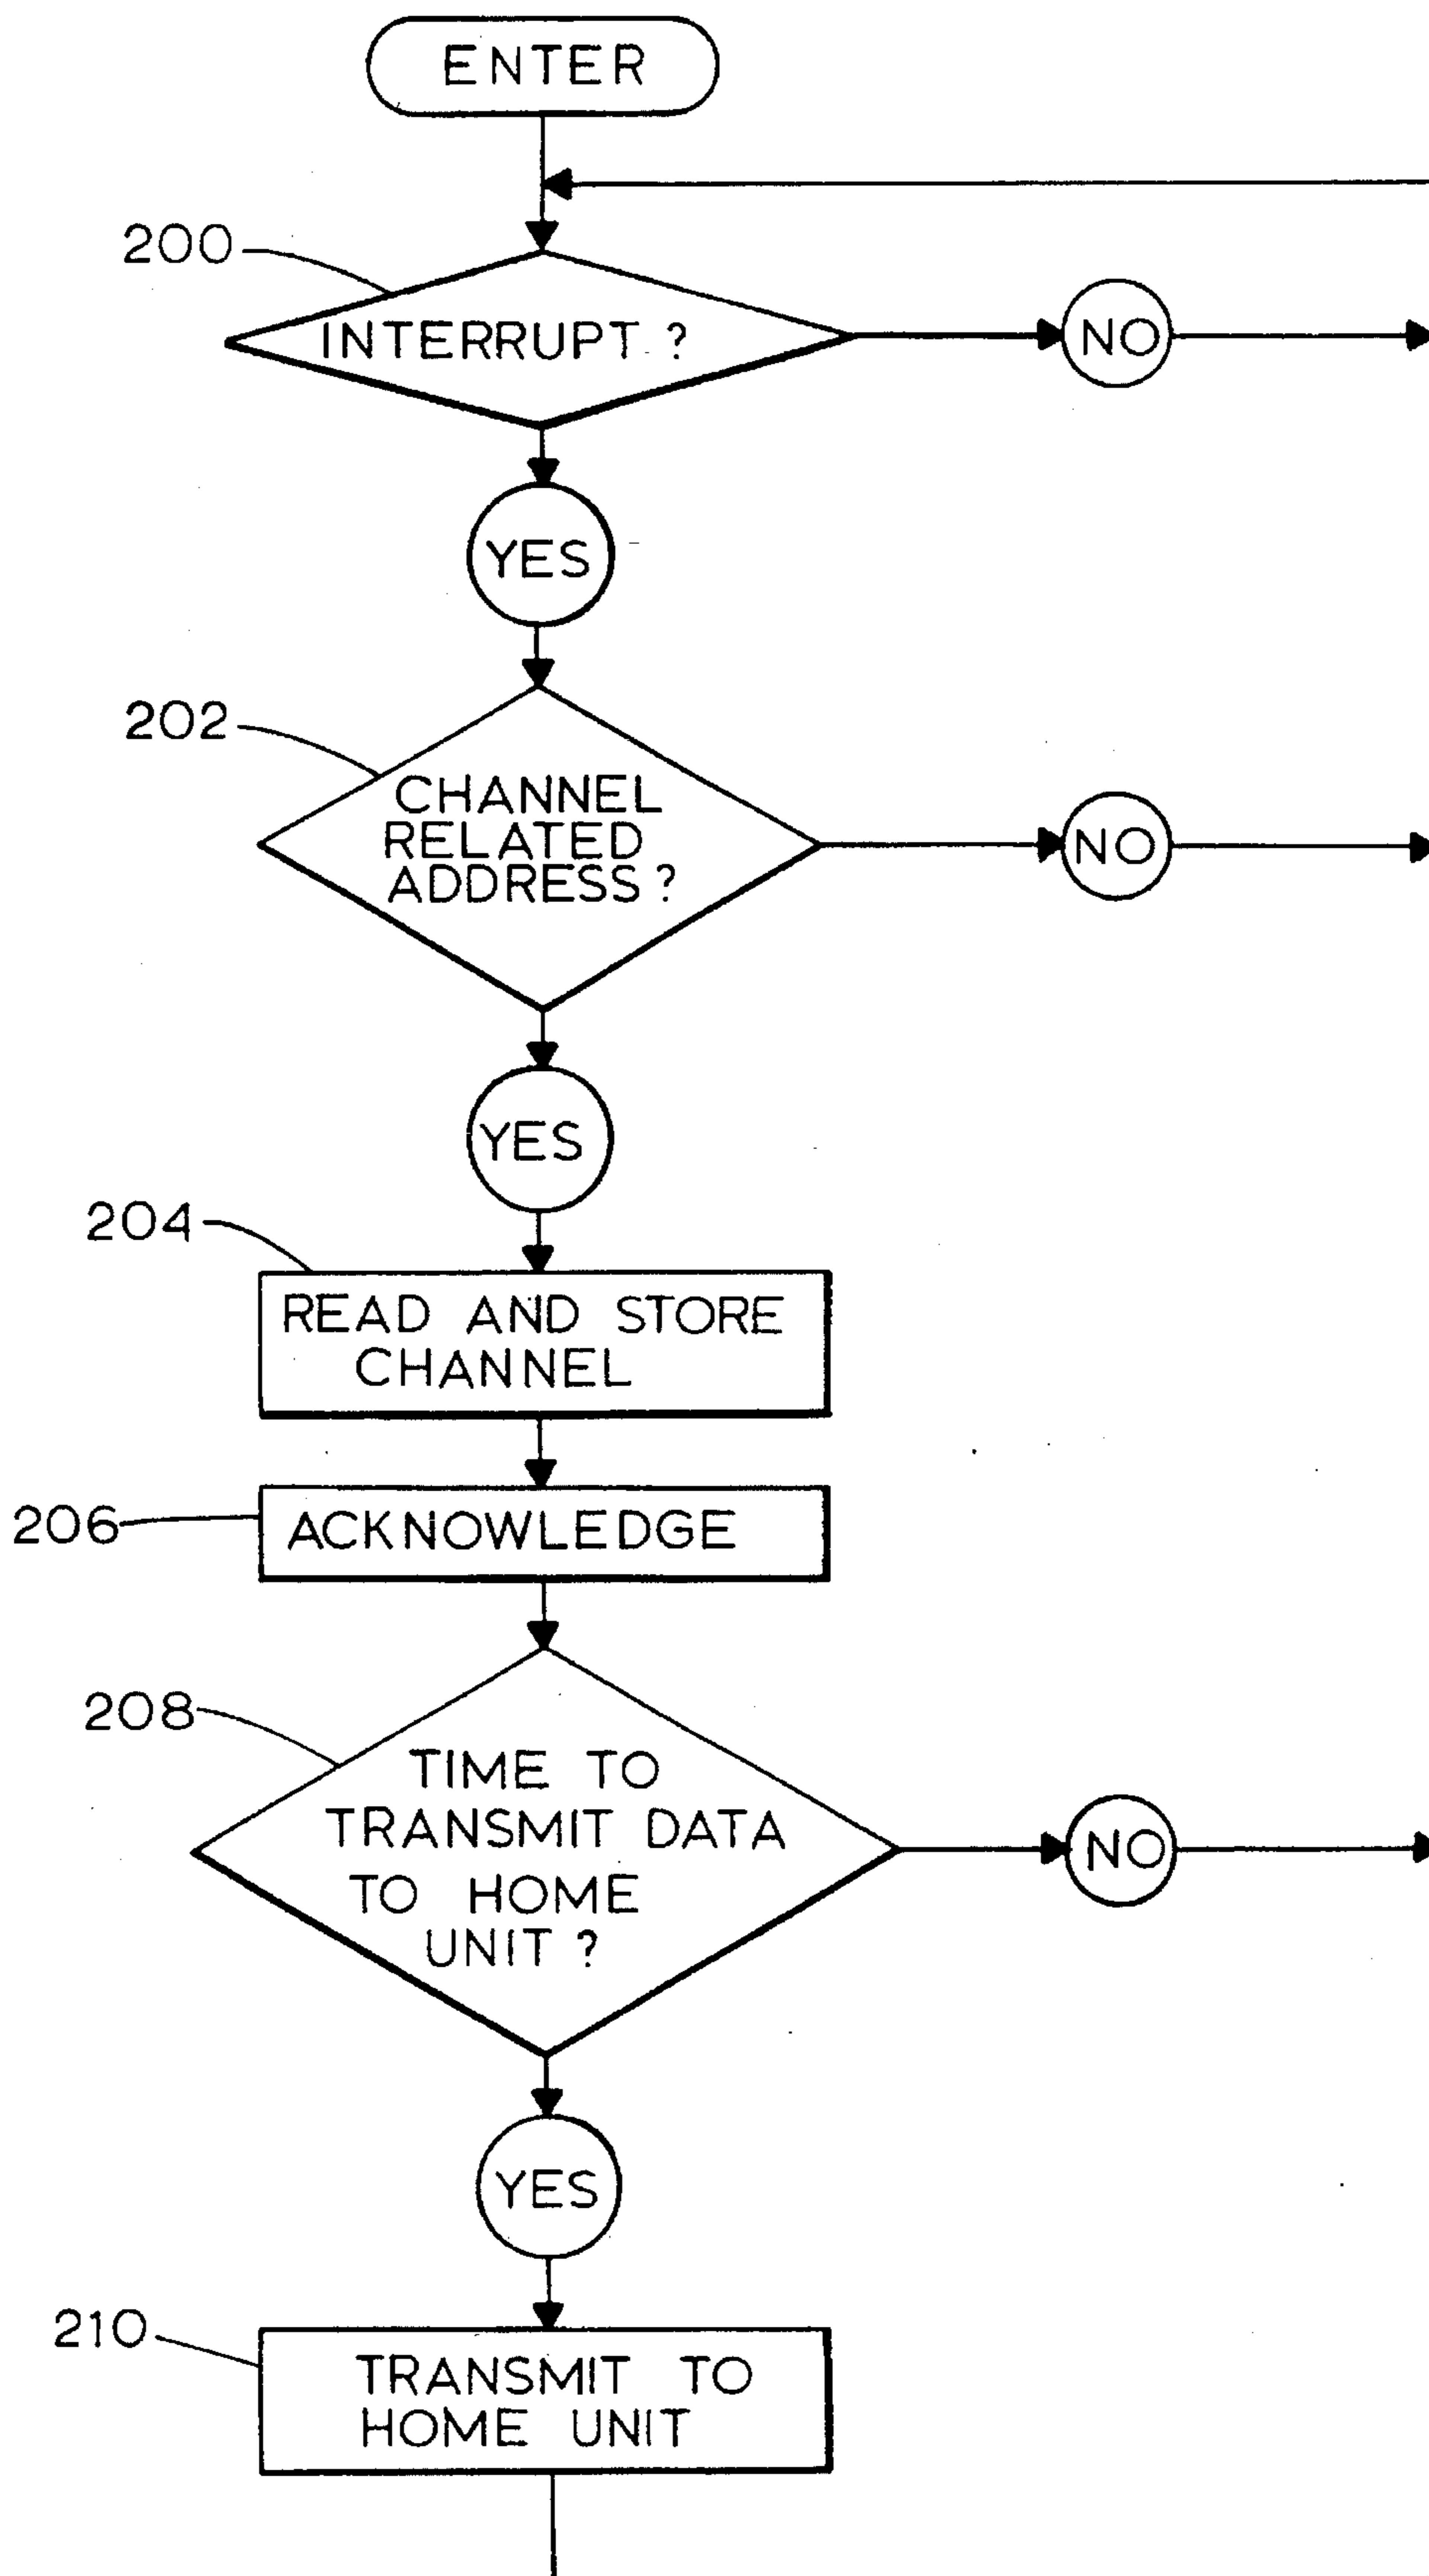 ENTER
200
INTERRUPT ?
NO
YES
202
CHANNEL
RELATED
ADDRESS ?
NO
YES
204
READ AND STORE
CHANNEL
206
ACKNOWLEDGE
208
TIME TO
TRANSMIT DATA
TO HOME
UNIT ?
NO
YES
210
TRANSMIT TO
HOME UNIT